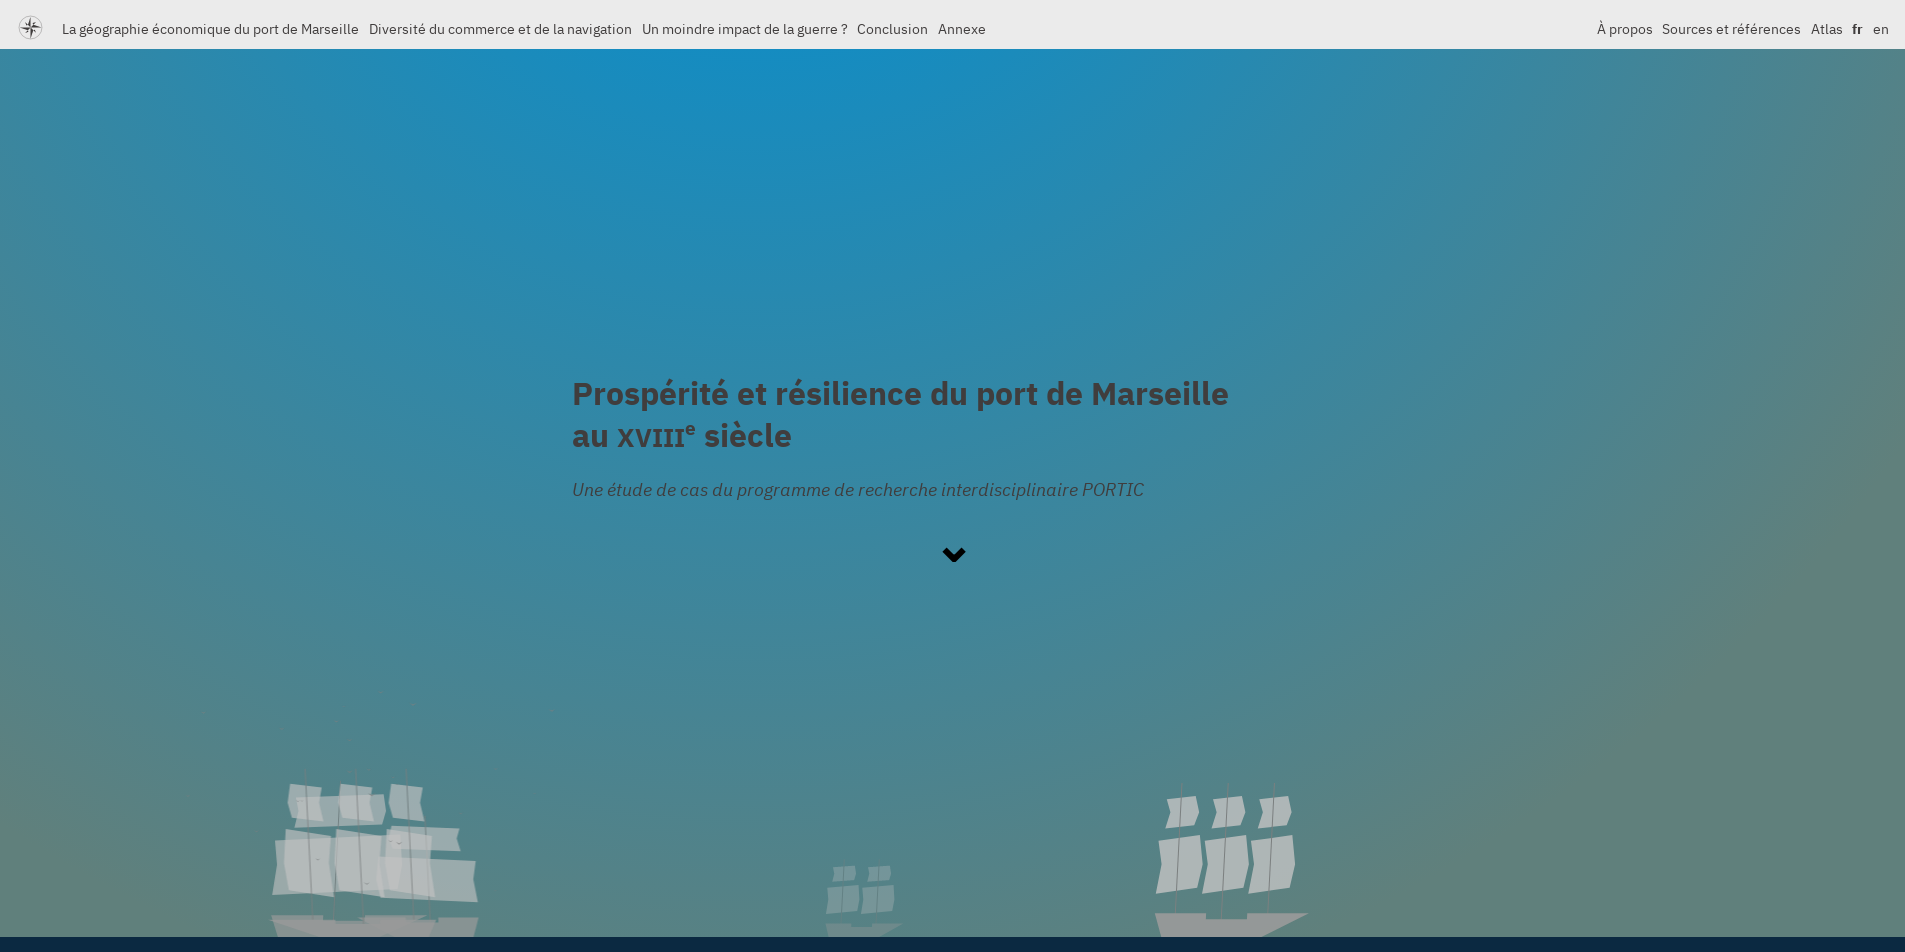 La géographie économique du port de Marseille Diversité du commerce et de la navigation Un moindre impact de la guerre ? Conclusion Annexe À propos Sources et références Atlas fr en
Prospérité et résilience du port de Marseille
au XVIIIe siècle
Une étude de cas du programme de recherche interdisciplinaire PORTIC